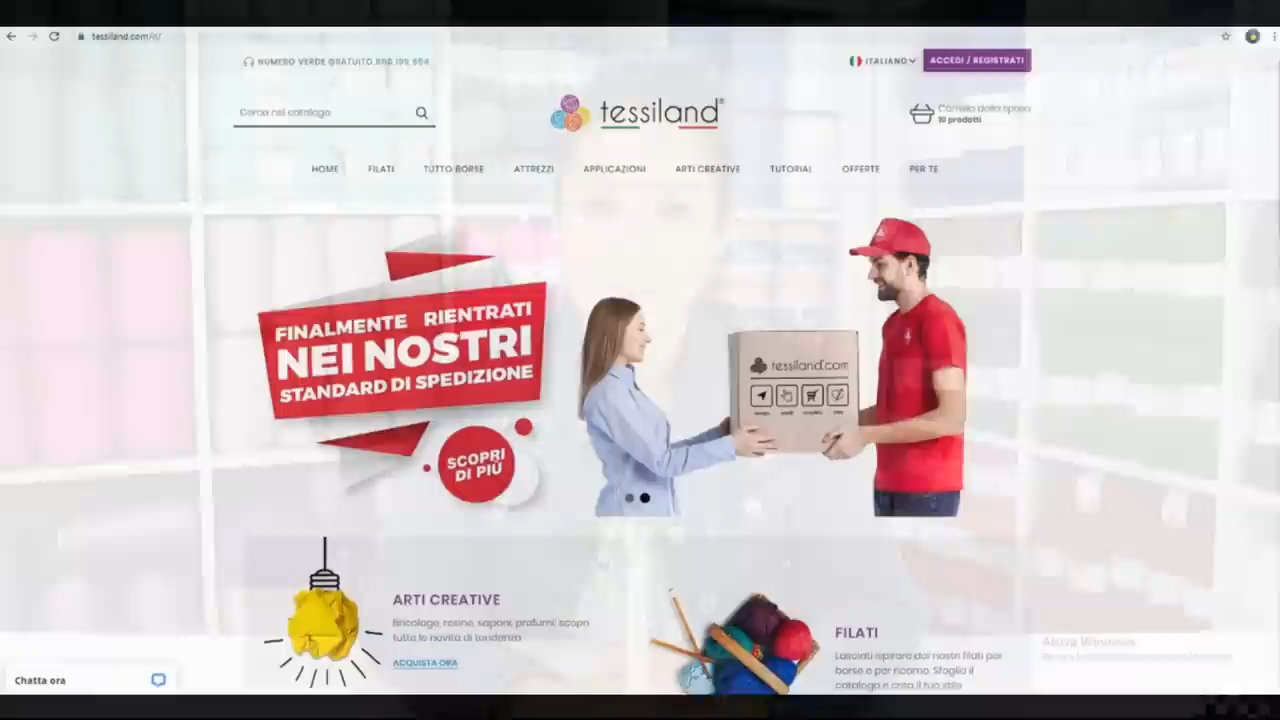 tessiland.com/it/
NUMERO VERDE GRATUITO 800.199.654
ITALIANO
ACCEDI / REGISTRATI
Cerca nel catalogo
tessiland
Carrello della spesa
10 prodotti
HOME
FILATI
TUTTO BORSE
ATTREZZI
APPLICAZIONI
ARTI CREATIVE
TUTORIAL
OFFERTE
PER TE
FINALMENTE RIENTRATI
NEI NOSTRI
STANDARD DI SPEDIZIONE
SCOPRI
DI PIÙ
tessiland.com
ARTI CREATIVE
Bricolage, resine, saponi, profumi: scopri
tutte le novità di tendenza
ACQUISTA ORA
FILATI
Lasciati ispirare dai nostri filati per
borse e per ricamo. Sfoglia il
catalogo e crea il tuo stile
Chatta ora